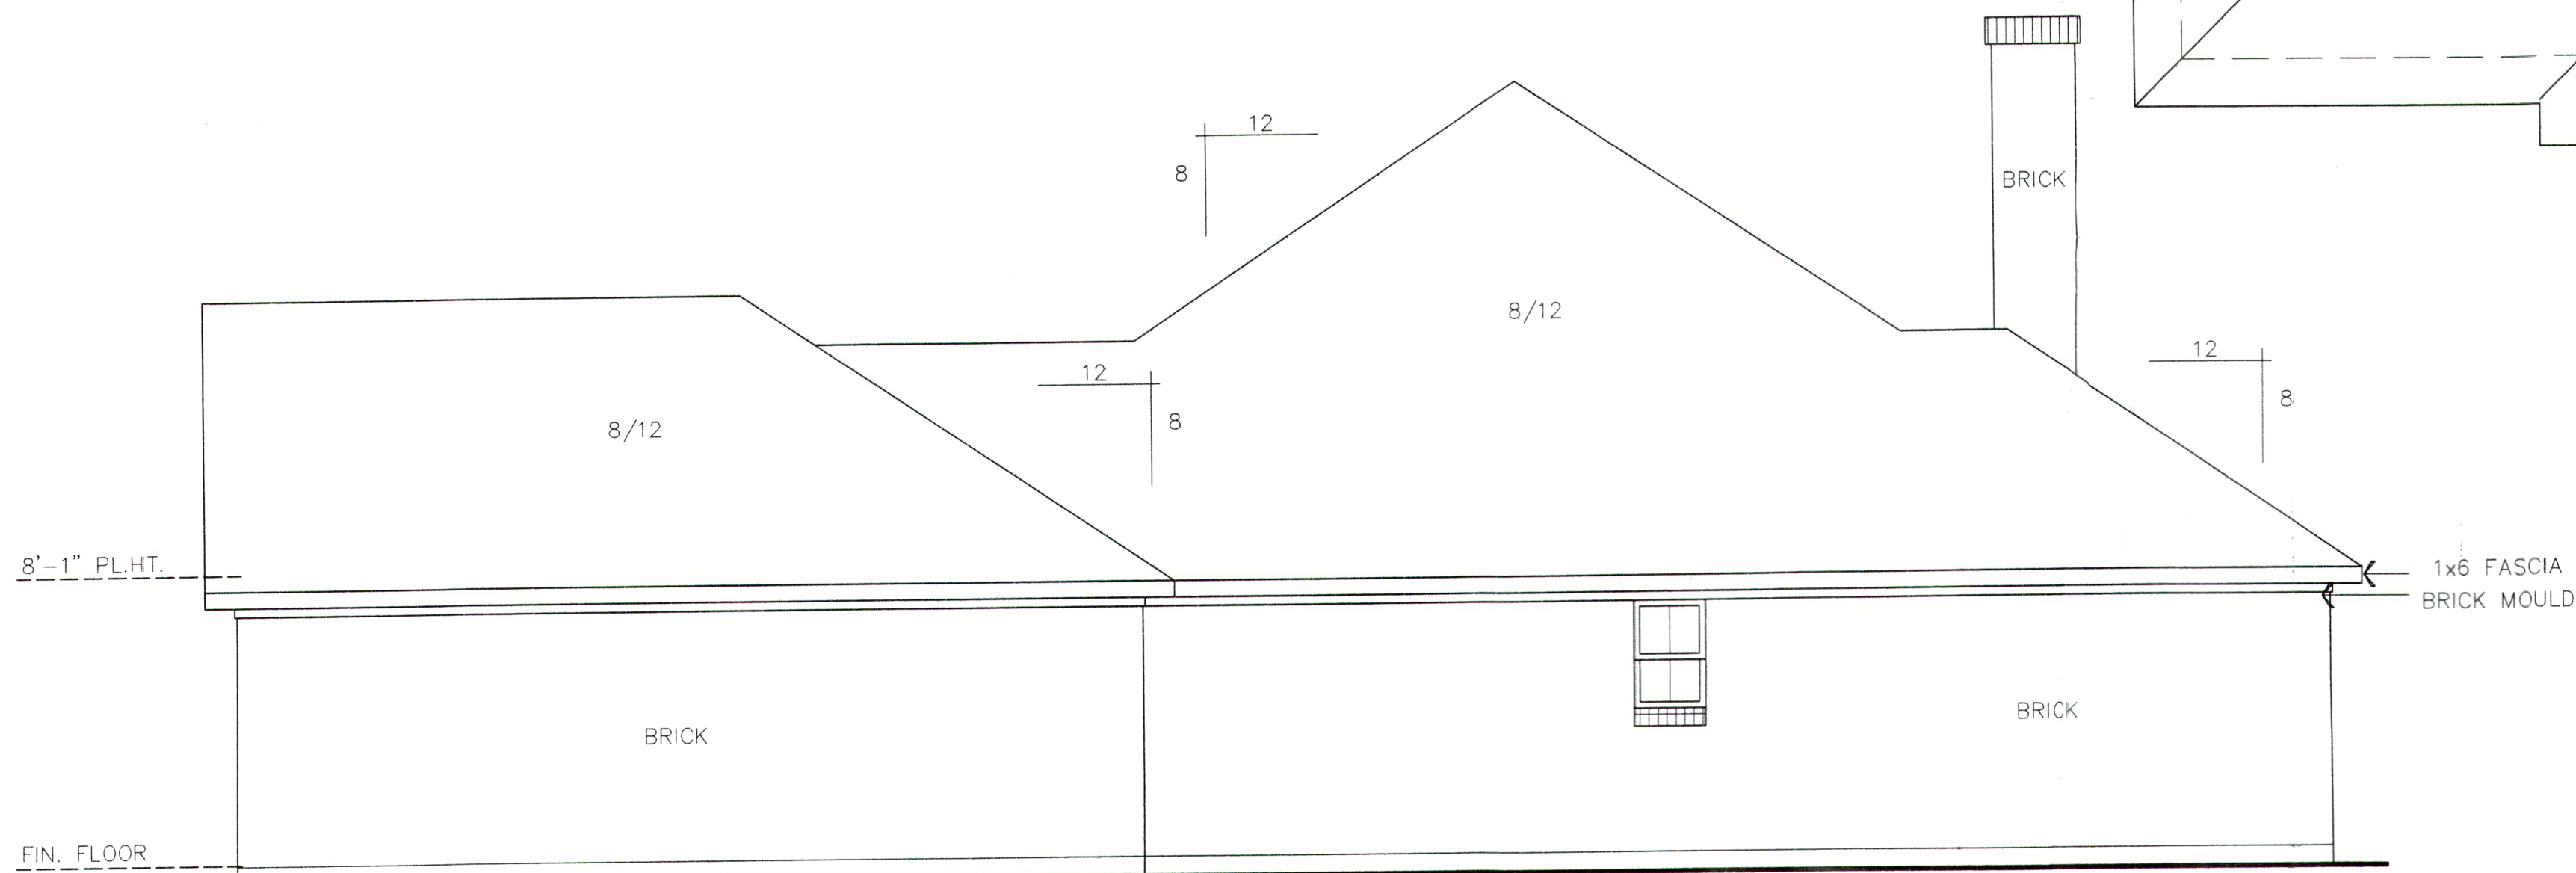 12
8
BRICK
8/12
12
8
12
8
8/12
8'-1" PL.HT.
1x6 FASCIA
BRICK MOULD
BRICK
BRICK
FIN. FLOOR